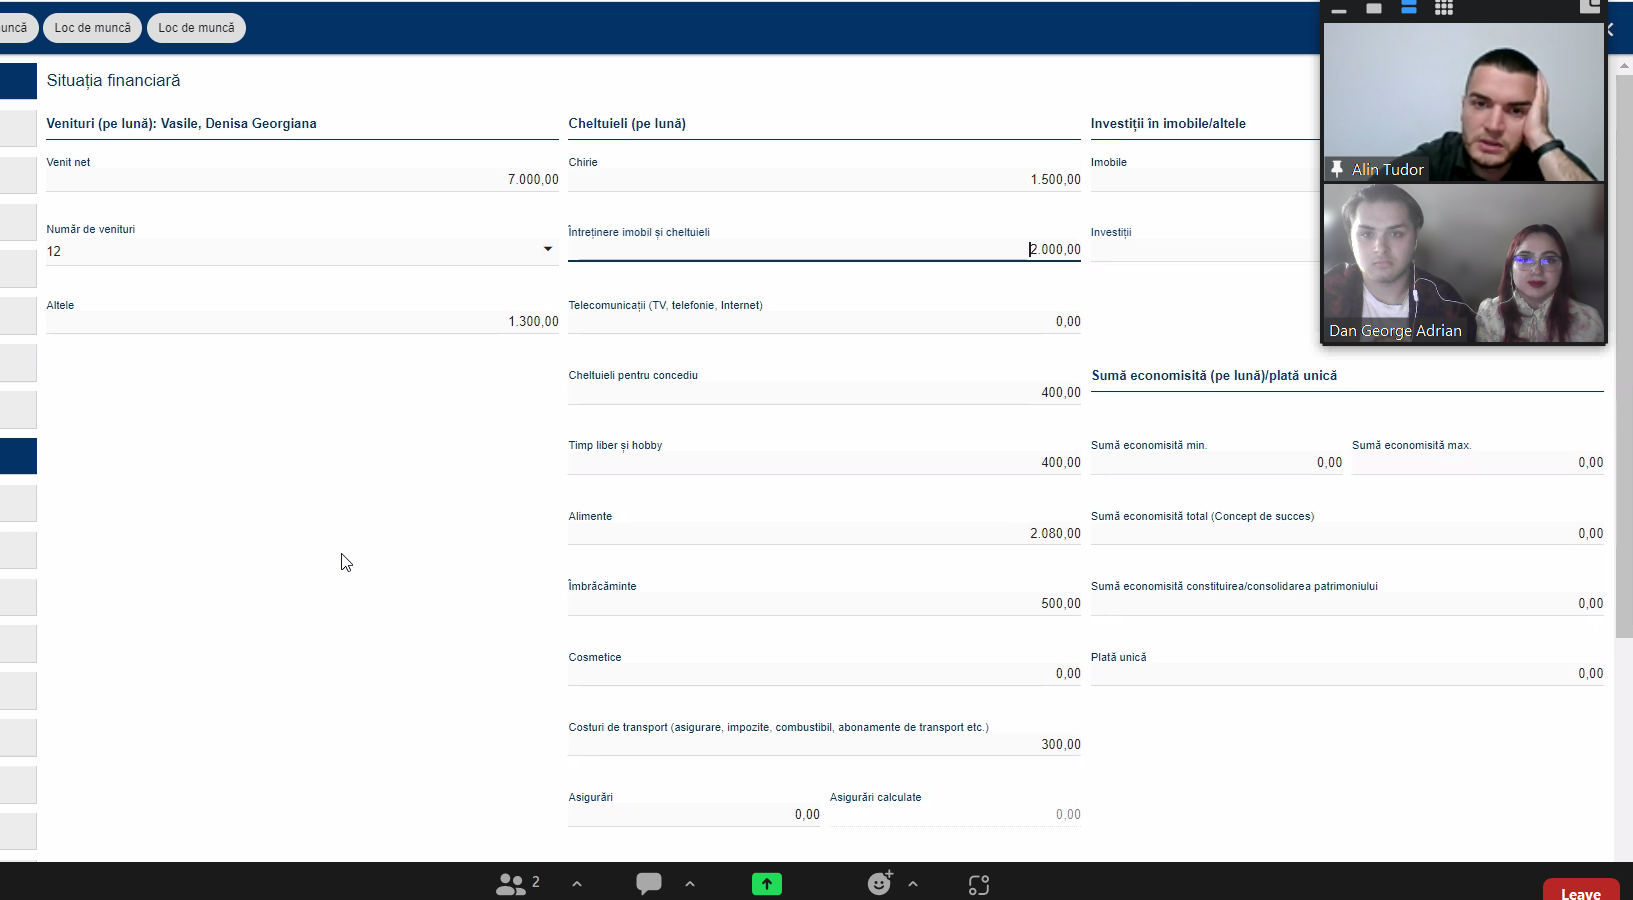 uncă
Loc de muncă
Loc de muncă
Situația financiară
Venituri (pe lună): Vasile, Denisa Georgiana
Venit net
7.000,00
Număr de venituri
12
Altele
1.300,00
Cheltuieli (pe lună)
Chirie
1.500,00
Întreținere imobil și cheltuieli
2.000,00
Telecomunicații (TV, telefonie, Internet)
0,00
Cheltuieli pentru concediu
400,00
Timp liber și hobby
400,00
Alimente
2.080,00
Îmbrăcăminte
500,00
Cosmetice
0,00
Costuri de transport (asigurare, impozite, combustibil, abonamente de transport etc.)
300,00
Asigurări
0,00
Asigurări calculate
0,00
Investiții în imobile/altele
Imobile
Investiții
Sumă economisită (pe lună)/plată unică
Sumă economisită min.
0,00
Sumă economisită max.
0,00
Sumă economisită total (Concept de succes)
0,00
Sumă economisită constituirea/consolidarea patrimoniului
0,00
Plată unică
0,00
Alin Tudor
Dan George Adrian
2
Leave